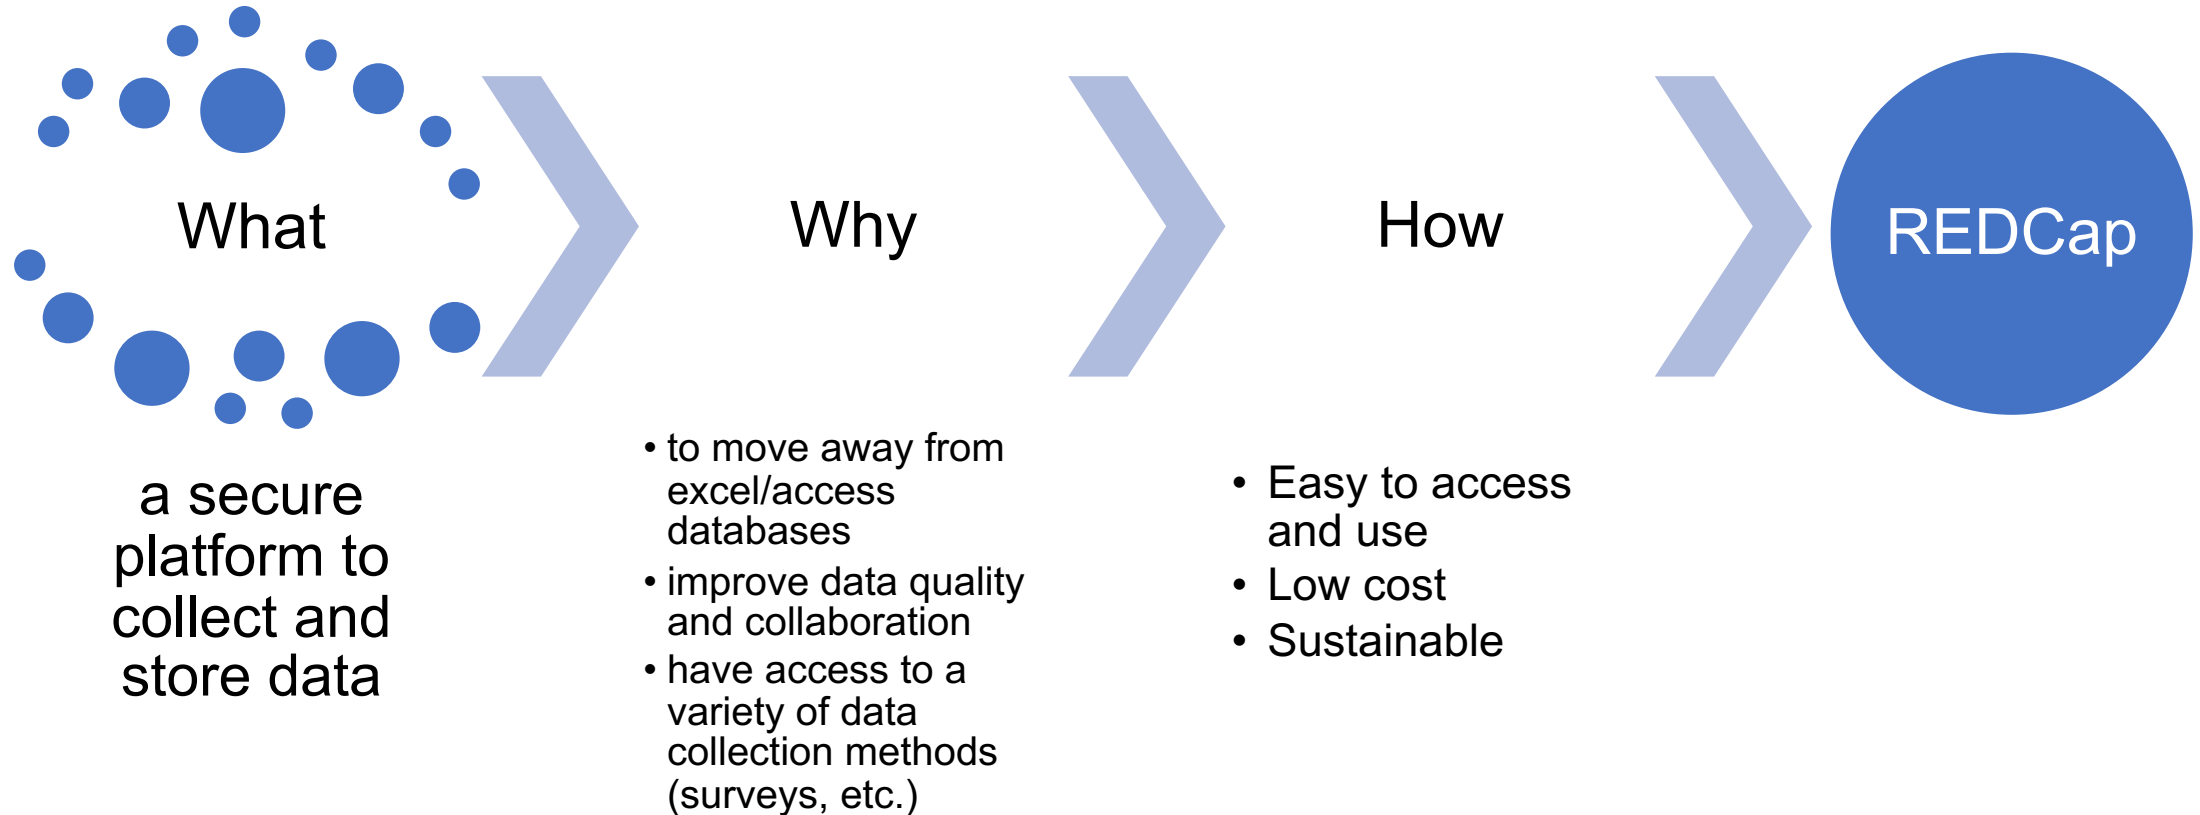 What
a secure
platform to
collect and
store data
Why
• to move away from
excel/access
databases
• improve data quality
and collaboration
• have access to a
variety of data
collection methods
(surveys, etc.)
How
• Easy to access
and use
• Low cost
• Sustainable
REDCap